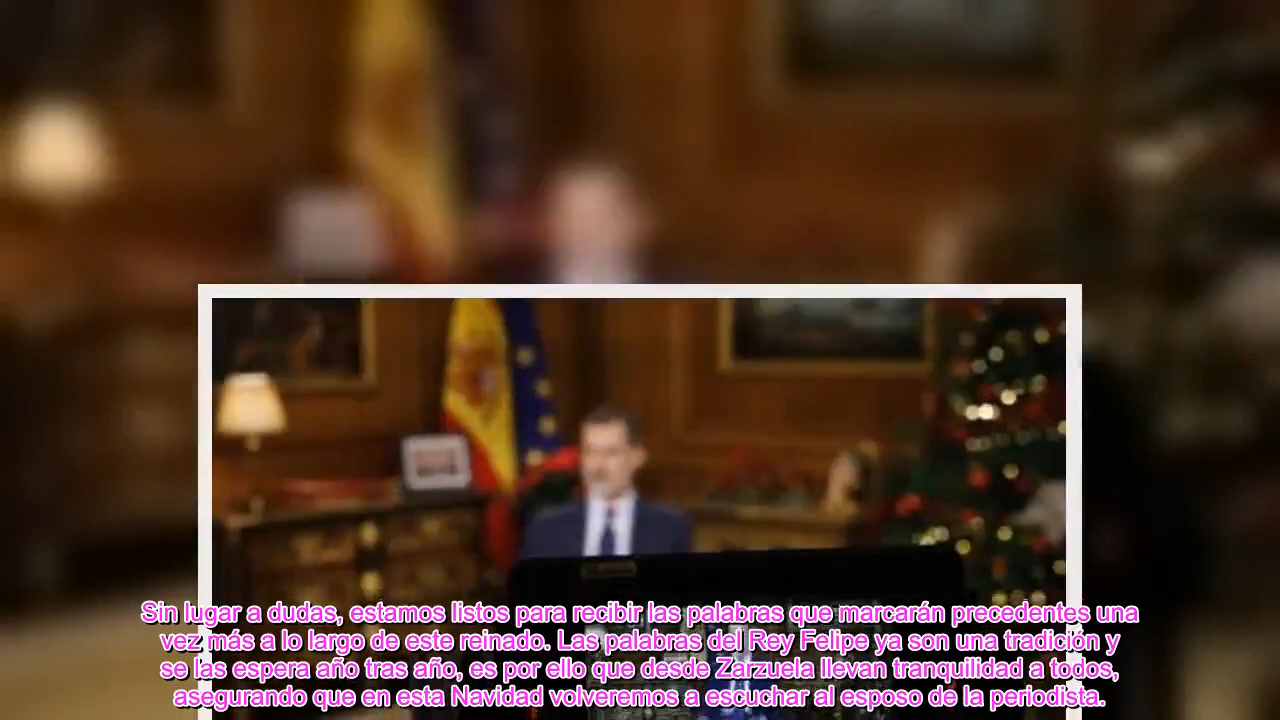 Sin lugar a dudas, estamos listos para recibir las palabras que marcarán precedentes una
vez más a lo largo de este reinado. Las palabras del Rey Felipe ya son una tradición y
se las espera año tras año, es por ello que desde Zarzuela llevan tranquilidad a todos,
asegurando que en esta Navidad volveremos a escuchar al esposo de la periodista.